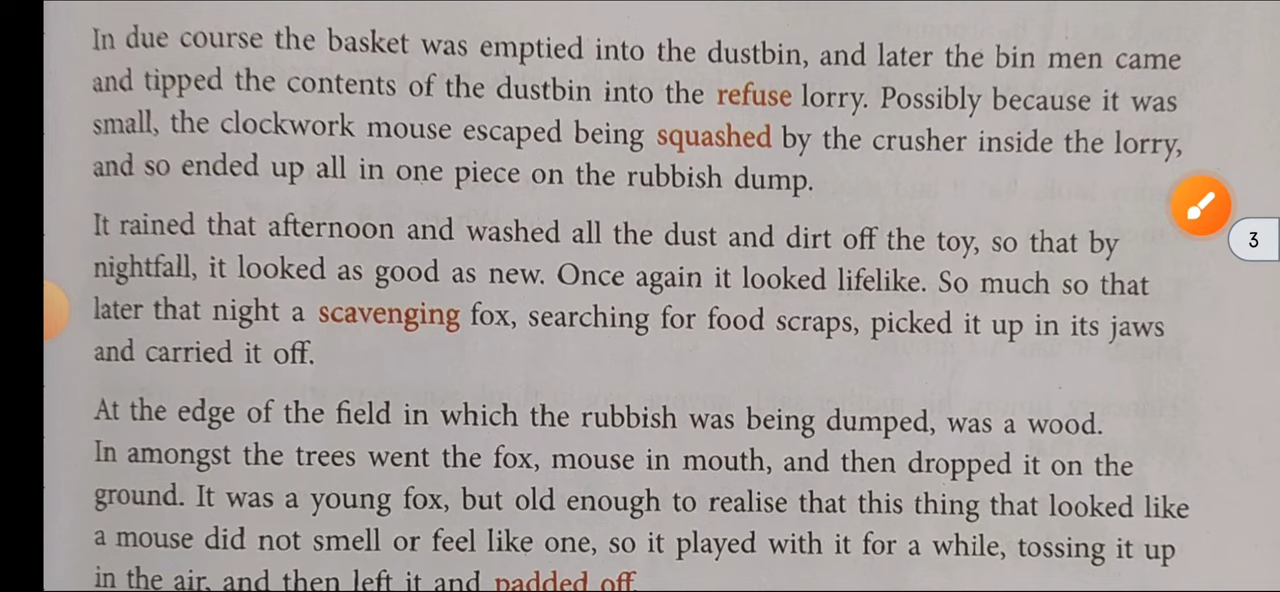 In due course the basket was emptied into the dustbin, and later the bin men came
and tipped the contents of the dustbin into the refuse lorry. Possibly because it was
small, the clockwork mouse escaped being squashed by the crusher inside the lorry,
and so ended up all in one piece on the rubbish dump.
It rained that afternoon and washed all the dust and dirt off the toy, so that by
nightfall, it looked as good as new. Once again it looked lifelike. So much so that
later that night a scavenging fox, searching for food scraps, picked it up in its jaws
and carried it off.
At the edge of the field in which the rubbish was being dumped, was a wood.
In amongst the trees went the fox, mouse in mouth, and then dropped it on the
ground. It was a young fox, but old enough to realise that this thing that looked like
a mouse did not smell or feel like one, so it played with it for a while, tossing it up
in the air, and then left it and padded off
3